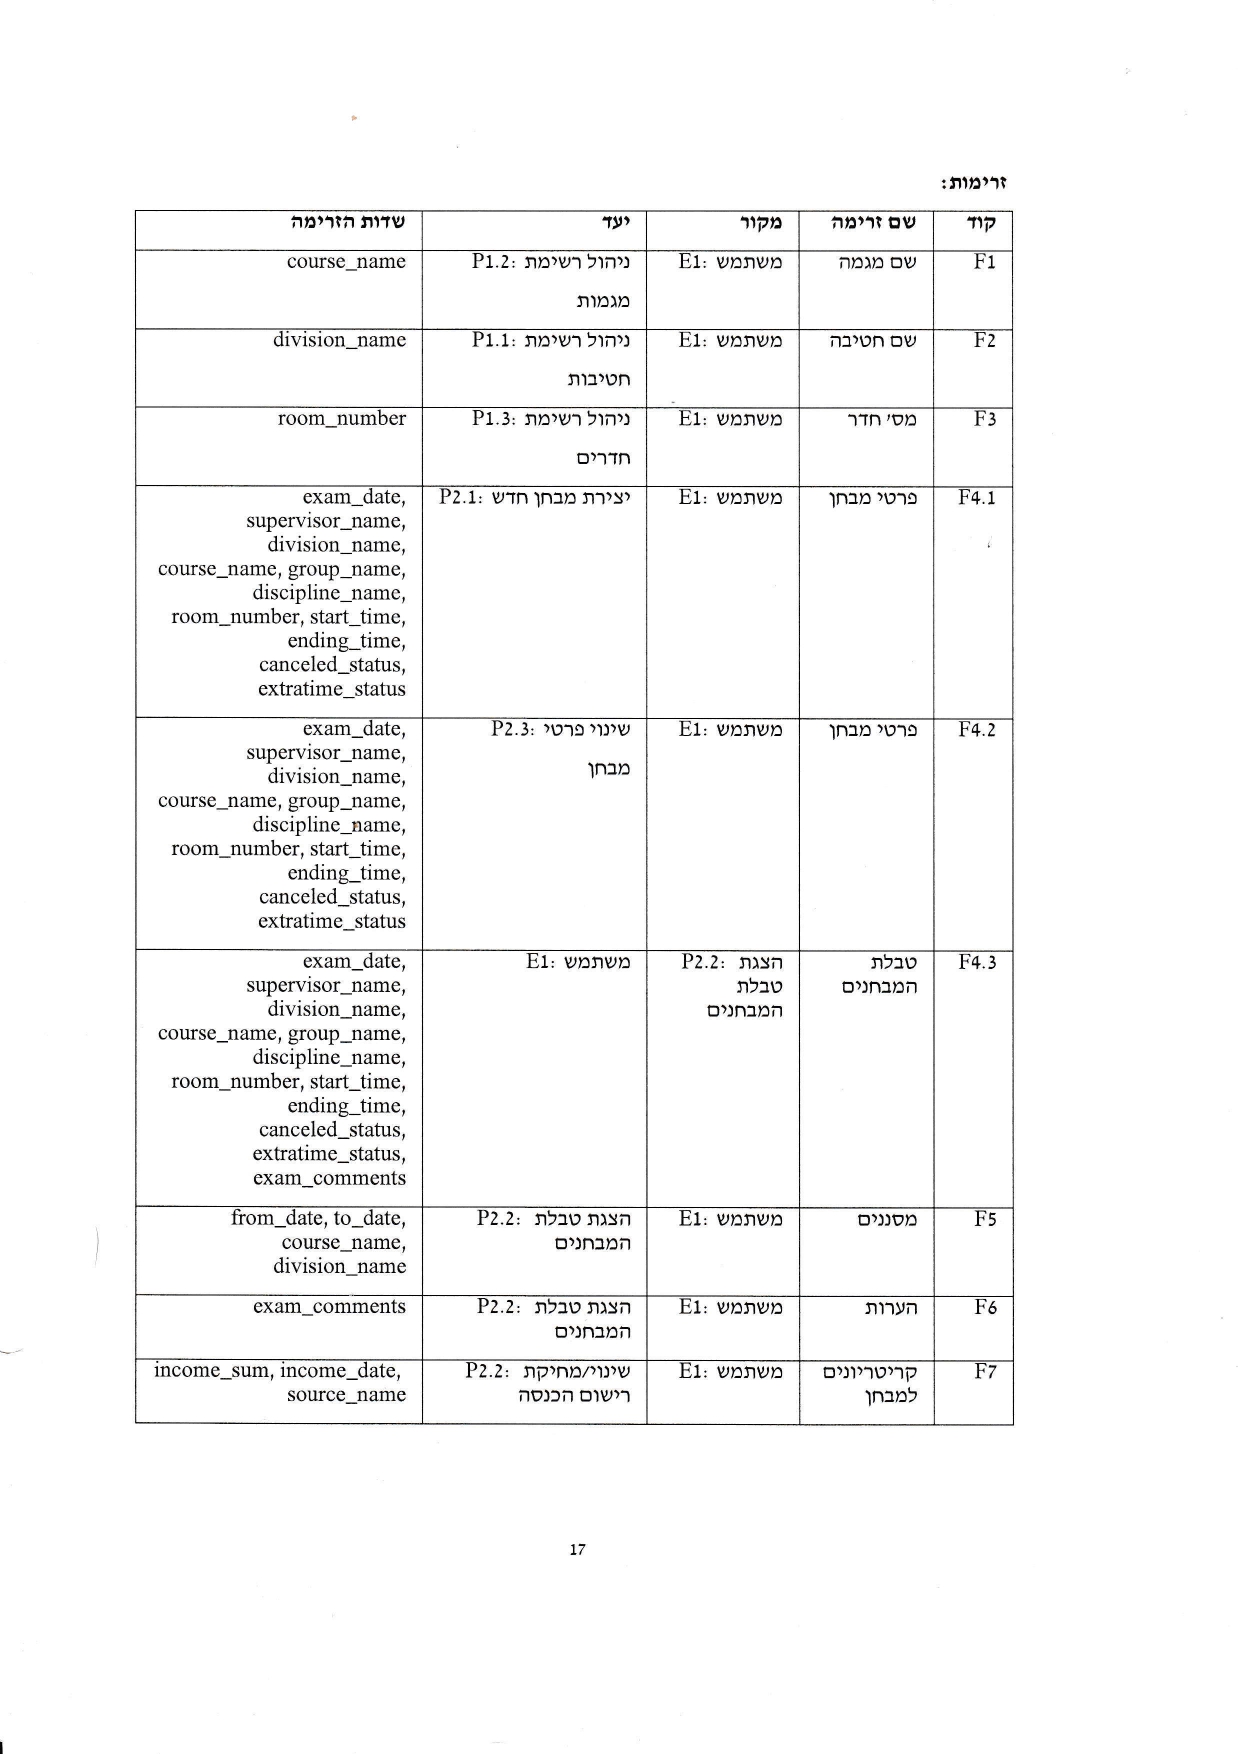 זרימות:
קוד שם זרימה מקור יעד שדות הזרימה
F1 שם מגמה E1: משתמש P1.2: ניהול רשימת course_name
מגמות
F2 שם חטיבה E1: משתמש P1.1: ניהול רשימת division_name
חטיבות
F3 מס׳ חדר E1: משתמש P1.3: ניהול רשימת room_number
חדרים
F4.1 פרטי מבחן E1: משתמש P2.1: יצירת מבחן חדש exam_date,
supervisor_name,
division_name,
course_name, group_name,
discipline_name,
room_number, start_time,
ending_time,
canceled_status,
extratime_status
F4.2 פרטי מבחן E1: משתמש P2.3: שינוי פרטי exam_date,
מבחן supervisor_name,
division_name,
course_name, group_name,
discipline_name,
room_number, start_time,
ending_time,
canceled_status,
extratime_status
F4.3 טבלת P2.2: הצגת E1: משתמש exam_date,
המבחנים טבלת supervisor_name,
המבחנים division_name,
course_name, group_name,
discipline_name,
room_number, start_time,
ending_time,
canceled_status,
extratime_status,
exam_comments
F5 מסננים E1: משתמש P2.2: הצגת טבלת from_date, to_date,
המבחנים course_name,
division_name
F6 הערות E1: משתמש P2.2: הצגת טבלת exam_comments
המבחנים
F7 קריטריונים E1: משתמש P2.2: שינוי/מחיקת income_sum, income_date,
למבחן רישום הכנסה source_name
17